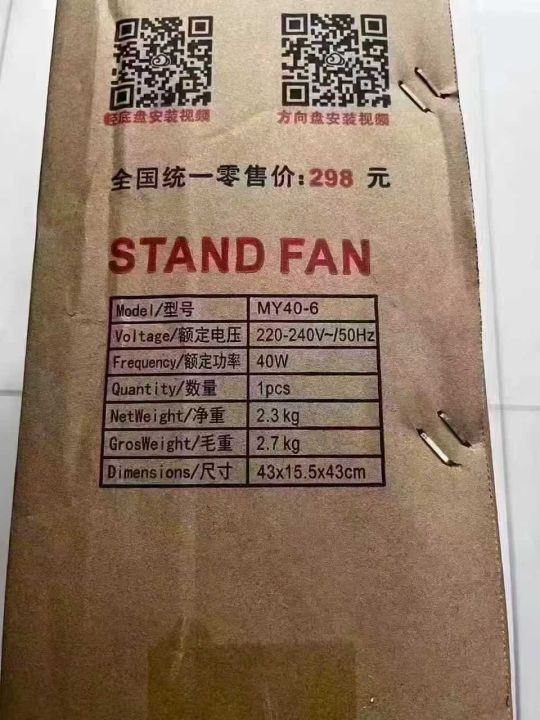 底盘安装视频
方向盘安装视频
全国统一零售价:298 元
STAND FAN
Model/型号 MY40-6
Voltage/额定电压 220-240V~/50Hz
Frequency/额定功率 40W
Quantity/数量 1pcs
NetWeight/净重 2.3 kg
GrosWeight/毛重 2.7 kg
Dimensions/尺寸 43x15.5x43cm